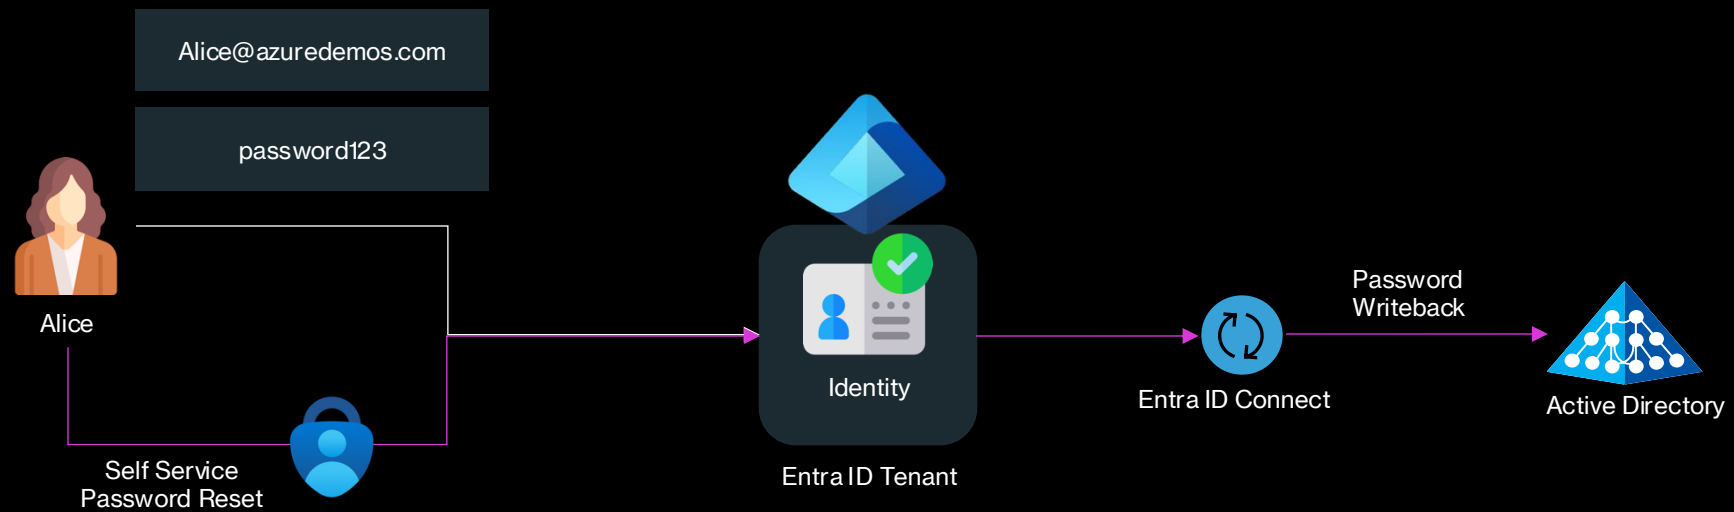 Alice@azuredemos.com
password123
Alice
Self Service
Password Reset
Identity
Entra ID Tenant
Entra ID Connect
Password
Writeback
Active Directory